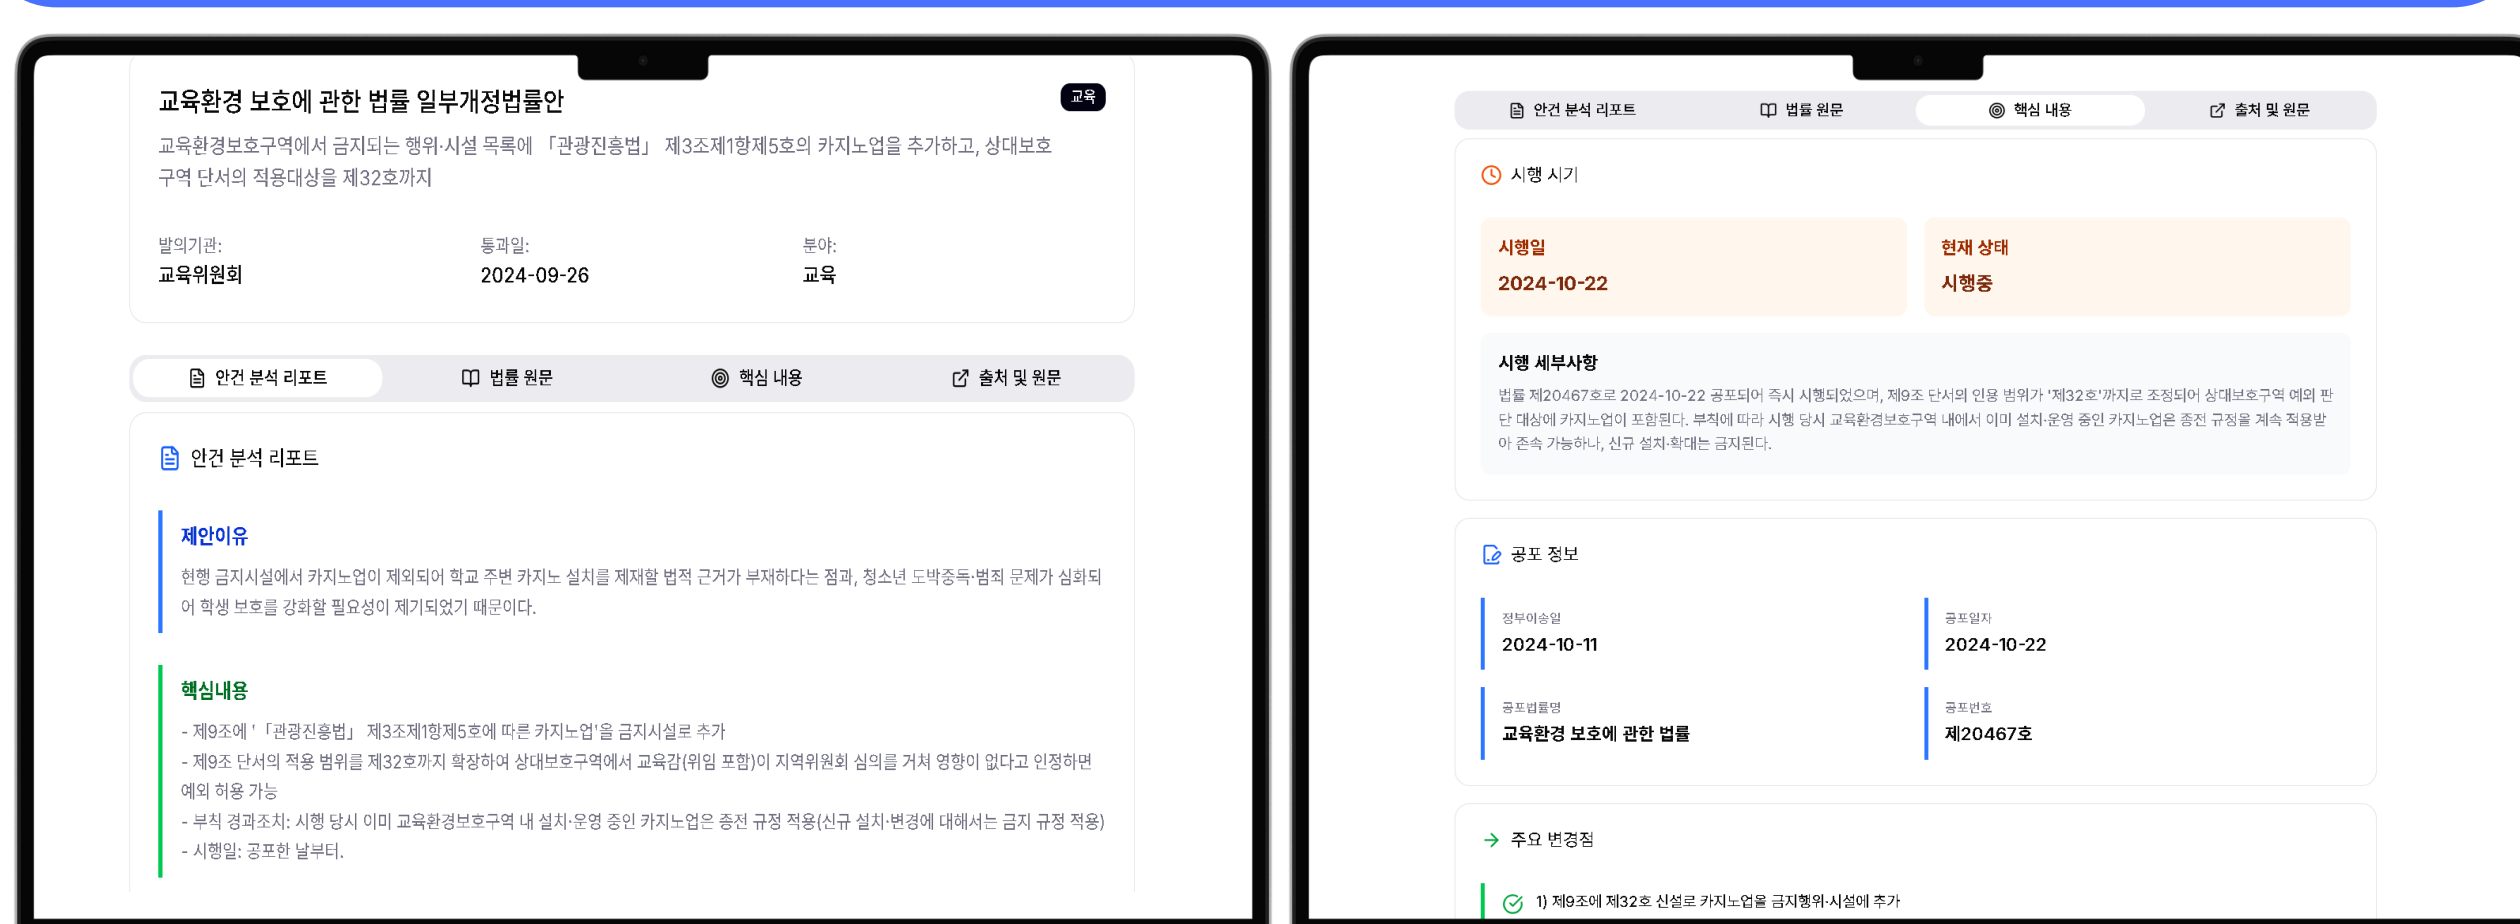 교육환경 보호에 관한 법률 일부개정법률안
교육
교육환경보호구역에서 금지되는 행위·시설 목록에 「관광진흥법」 제3조제1항제5호의 카지노업을 추가하고, 상대보호
구역 단서의 적용대상을 제32호까지
발의기관:
교육위원회
통과일:
2024-09-26
분야:
교육
안건 분석 리포트
법률 원문
핵심 내용
출처 및 원문
안건 분석 리포트
제안이유
현행 금지시설에서 카지노업이 제외되어 학교 주변 카지노 설치를 제재할 법적 근거가 부재하다는 점과, 청소년 도박중독·범죄 문제가 심화되
어 학생 보호를 강화할 필요성이 제기되었기 때문이다.
핵심내용
- 제9조에 '「관광진흥법」 제3조제1항제5호에 따른 카지노업'을 금지시설로 추가
- 제9조 단서의 적용 범위를 제32호까지 확장하여 상대보호구역에서 교육감(위임 포함)이 지역위원회 심의를 거쳐 영향이 없다고 인정하면
예외 허용 가능
- 부칙 경과조치: 시행 당시 이미 교육환경보호구역 내 설치·운영 중인 카지노업은 종전 규정 적용(신규 설치·변경에 대해서는 금지 규정 적용)
- 시행일: 공포한 날부터.
안건 분석 리포트
법률 원문
핵심 내용
출처 및 원문
시행 시기
시행일
2024-10-22
현재 상태
시행중
시행 세부사항
법률 제20467호로 2024-10-22 공포되어 즉시 시행되었으며, 제9조 단서의 인용 범위가 '제32호'까지로 조정되어 상대보호구역 예외 판
단 대상에 카지노업이 포함된다. 부칙에 따라 시행 당시 교육환경보호구역 내에서 이미 설치·운영 중인 카지노업은 종전 규정을 계속 적용받
아 존속 가능하나, 신규 설치·확대는 금지된다.
공포 정보
정부이송일
2024-10-11
공포일자
2024-10-22
공포법률명
교육환경 보호에 관한 법률
공포번호
제20467호
주요 변경점
1) 제9조에 제32호 신설로 카지노업을 금지행위·시설에 추가